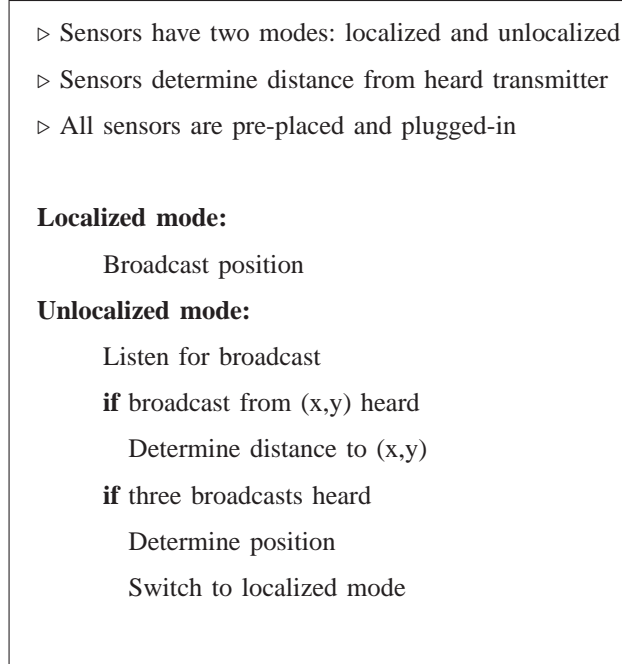 ▹ Sensors have two modes: localized and unlocalized
▹ Sensors determine distance from heard transmitter
▹ All sensors are pre-placed and plugged-in
Localized mode:
Broadcast position
Unlocalized mode:
Listen for broadcast
if broadcast from (x,y) heard
Determine distance to (x,y)
if three broadcasts heard
Determine position
Switch to localized mode